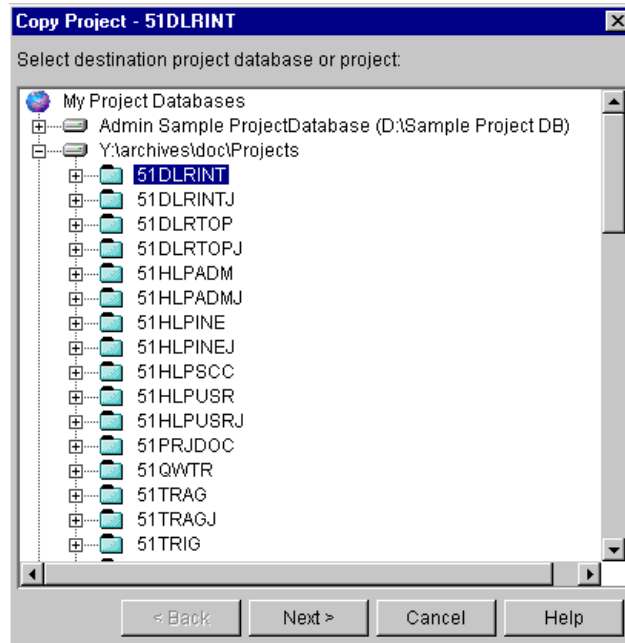 Copy Project - 51DLRINT
Select destination project database or project:
My Project Databases
Admin Sample ProjectDatabase (D:\Sample Project DB)
Y:\archives\doc\Projects
51DLRINT
51DLRINTJ
51DLRTOP
51DLRTOPJ
51HLPADM
51HLPADMJ
51HLPINE
51HLPINEJ
51HLPSCC
51HLPUSR
51HLPUSRJ
51PRJDOC
51QWTR
51TRAG
51TRAGJ
51TRIG
< Back Next > Cancel Help